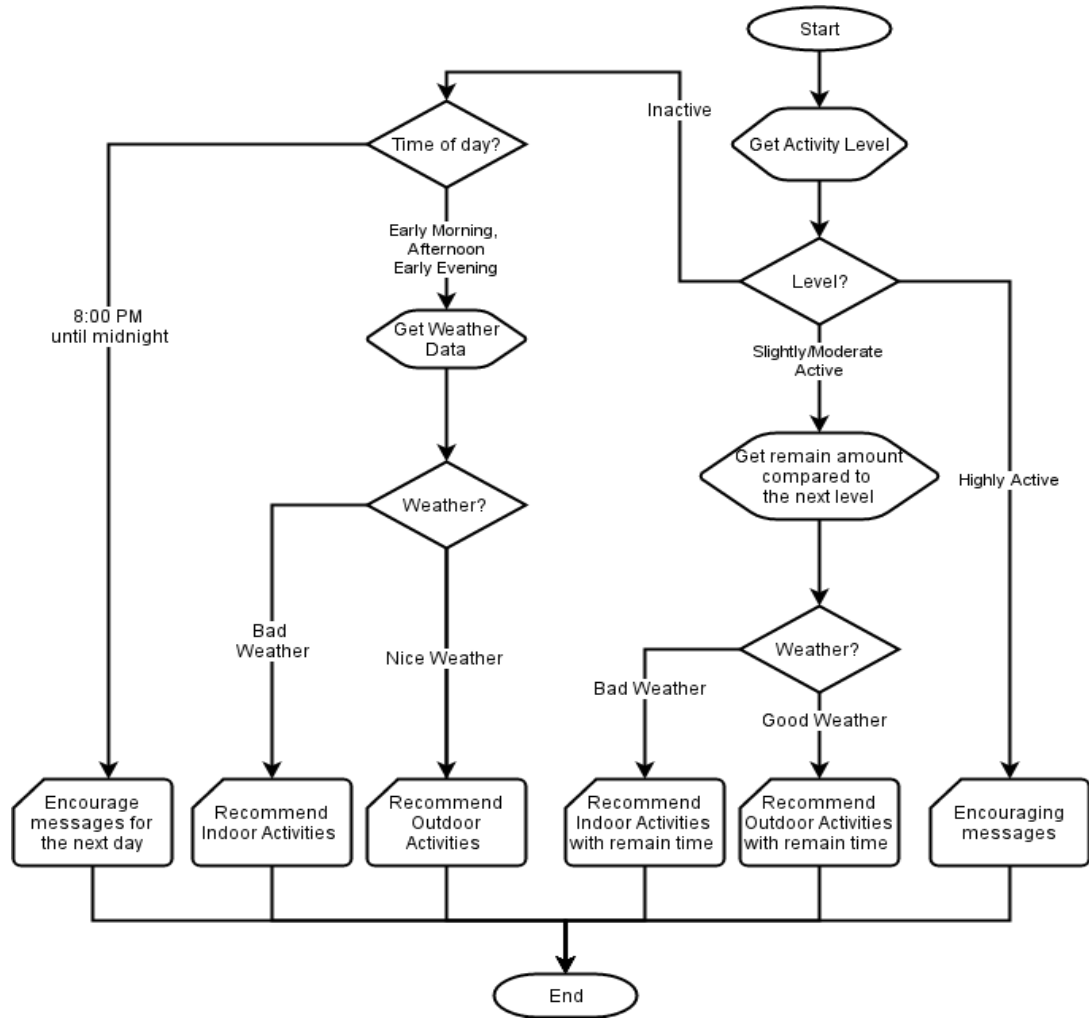 Start
Inactive
Time of day?
Get Activity Level
Early Morning,
Afternoon
Early Evening
Level?
8:00 PM
until midnight
Get Weather
Data
Slightly/Moderate
Active
Get remain amount
compared to
the next level
Highly Active
Weather?
Bad
Weather
Nice Weather
Weather?
Bad Weather
Good Weather
Encourage
messages for
the next day
Recommend
Indoor Activities
Recommend
Outdoor
Activities
Recommend
Indoor Activities
with remain time
Recommend
Outdoor Activities
with remain time
Encouraging
messages
End